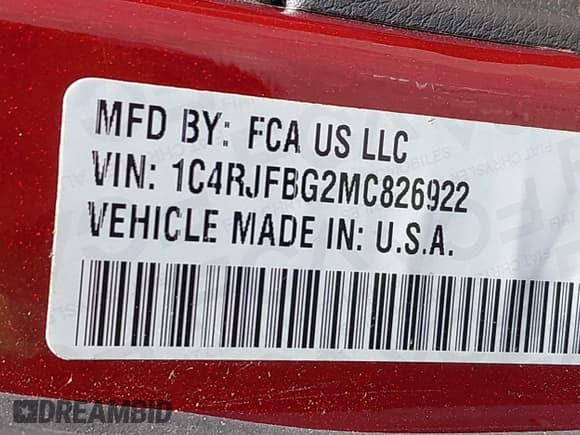 MFD BY: FCA US LLC
VIN: 1C4RJFBG2MC826922
VEHICLE MADE IN: U.S.A.
DREAMBID